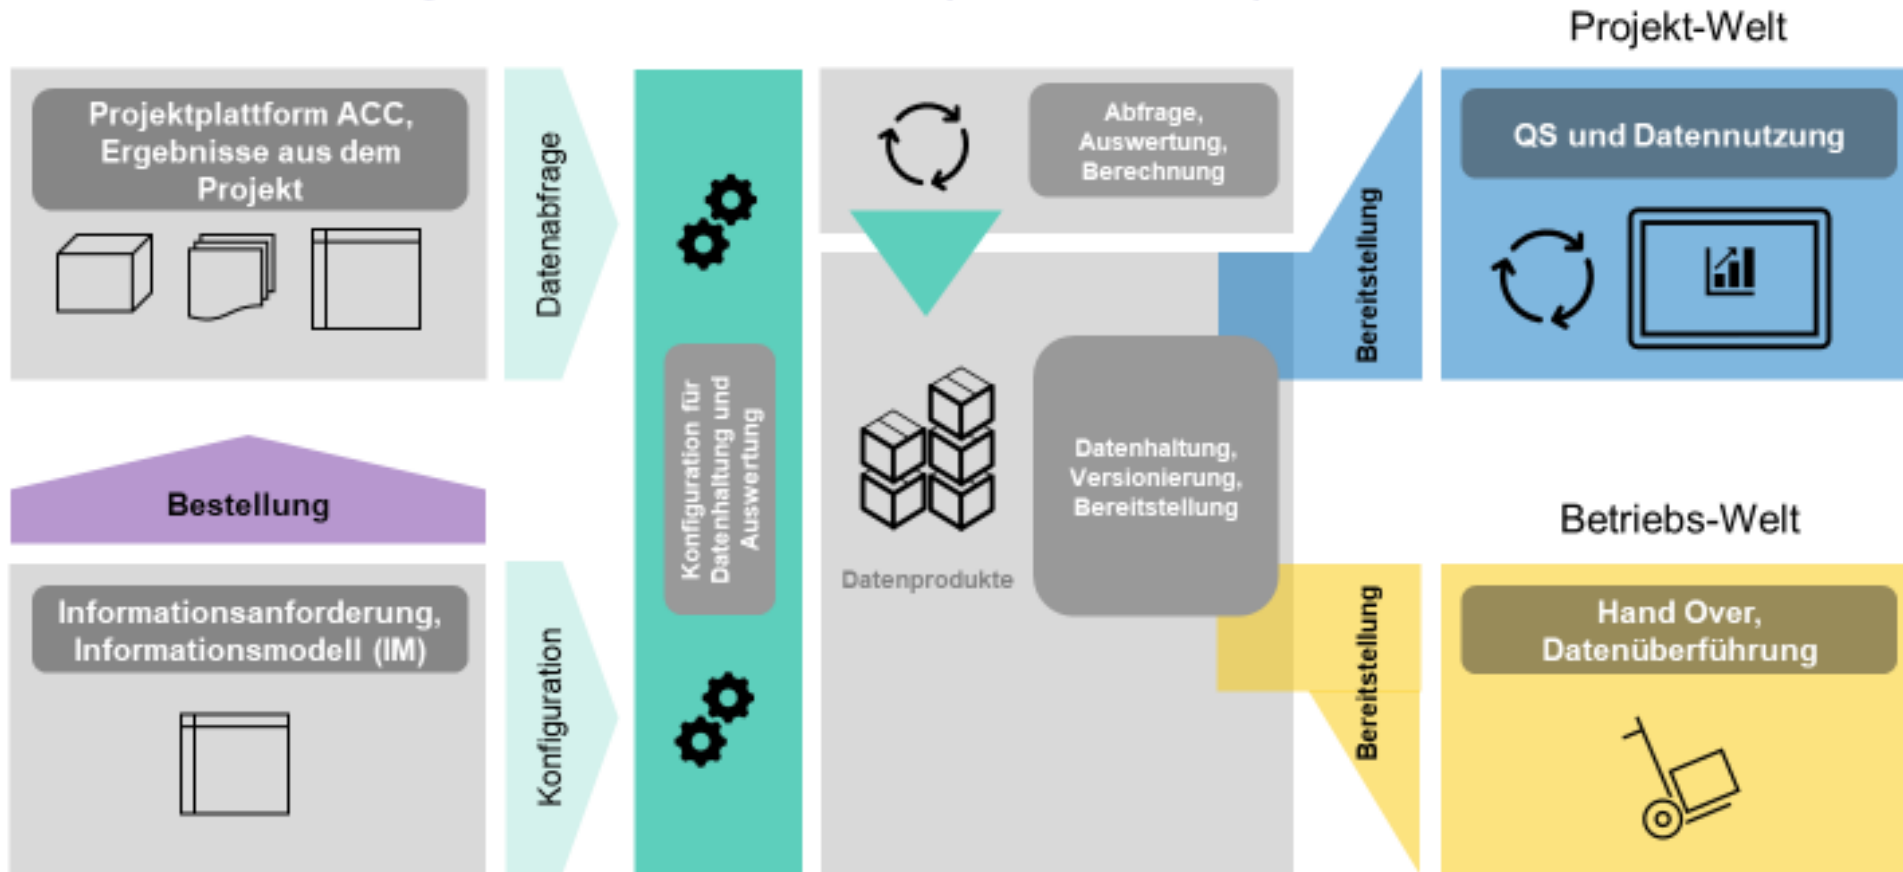 Projekt-Welt
Projektplattform ACC,
Ergebnisse aus dem
Projekt
Datenabfrage
Abfrage,
Auswertung,
Berechnung
Bereitstellung
QS und Datennutzung
Konfiguration für
Datenhaltung und
Auswertung
Datenhaltung,
Versionierung,
Bereitstellung
Datenprodukte
Bestellung
Betriebs-Welt
Informationsanforderung,
Informationsmodell (IM)
Konfiguration
Bereitstellung
Hand Over,
Datenüberführung